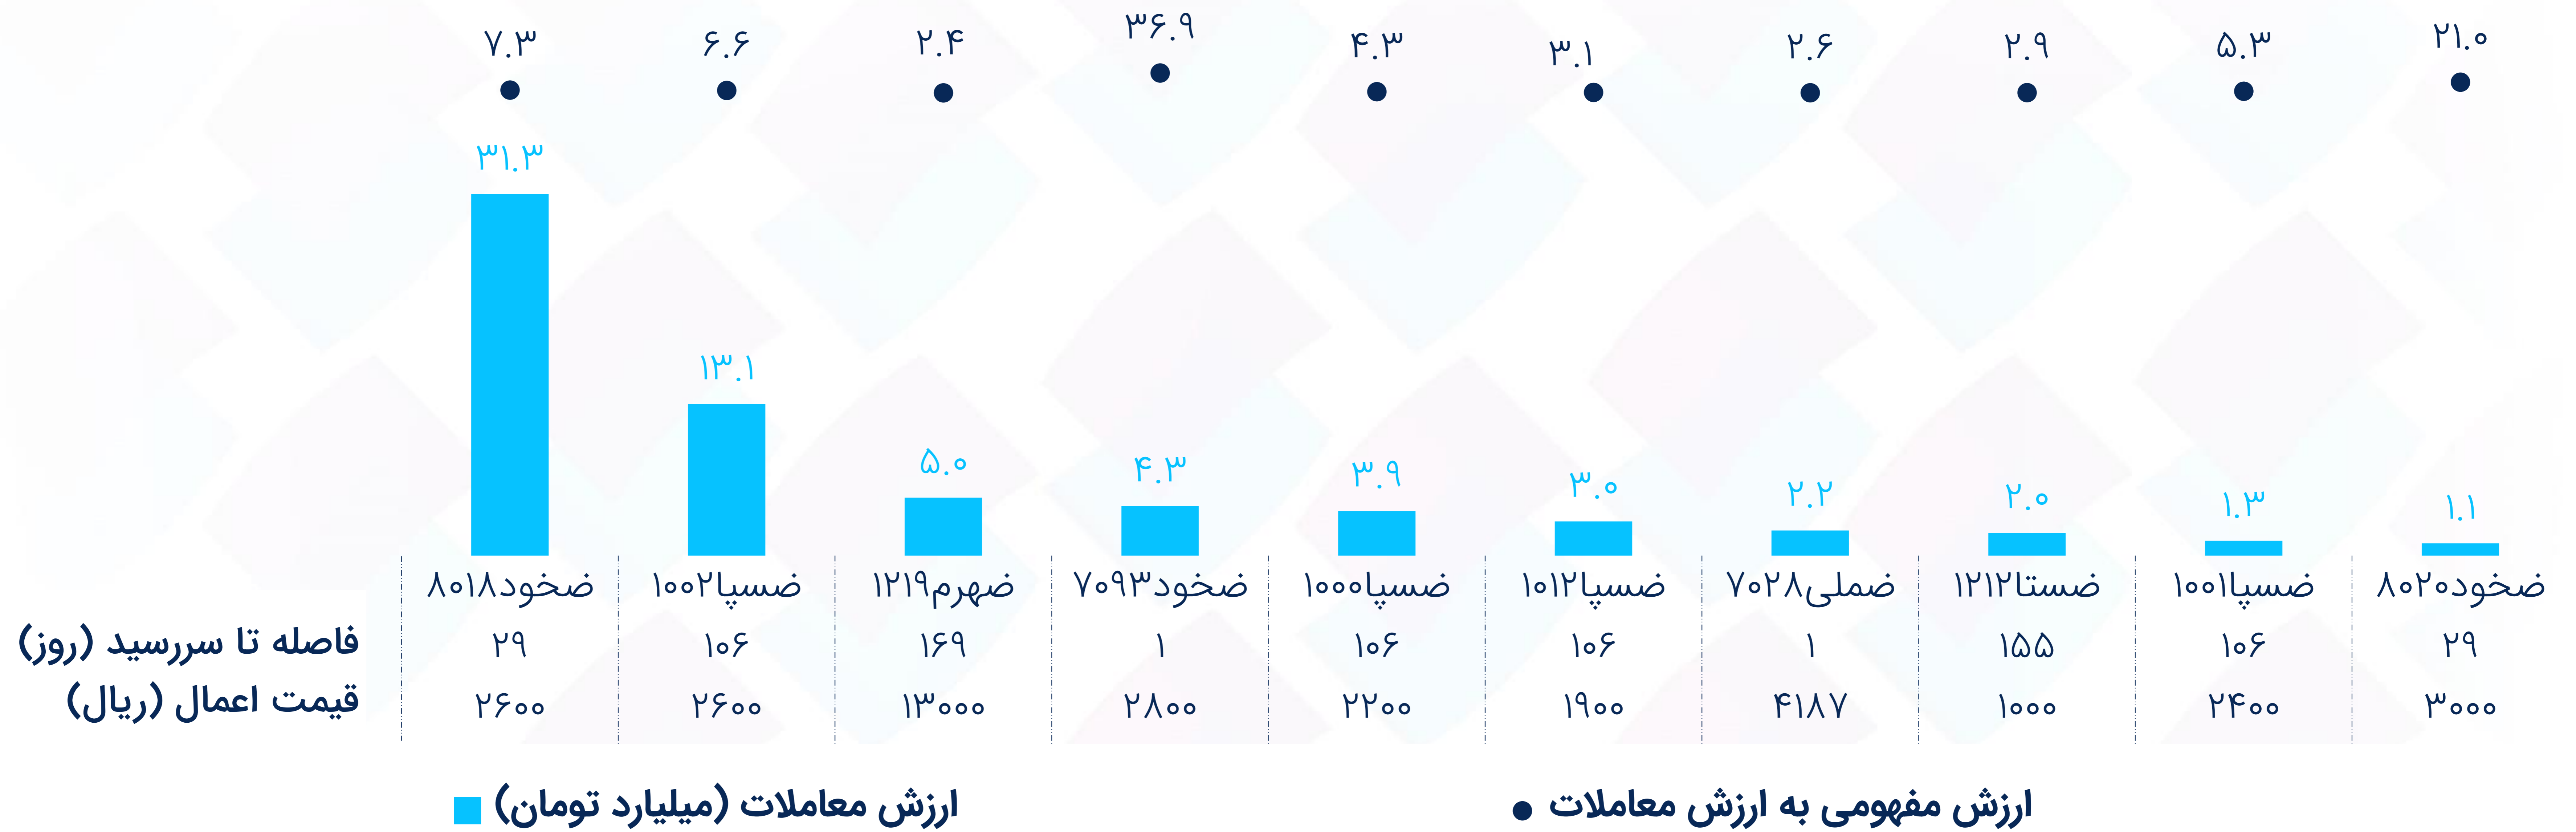 ۷.۳ ۶.۶ ۲.۴ ۳۶.۹ ۴.۳ ۳.۱ ۲.۶ ۲.۹ ۵.۳ ۲۱.۰
۳۱.۳ ۱۳.۱ ۵.۰ ۴.۳ ۳.۹ ۳.۰ ۲.۲ ۲.۰ ۱.۳ ۱.۱
ضخود۸۰۱۸ ضسپا۱۰۰۲ ضهرم۱۲۱۹ ضخود۷۰۹۳ ضسپا۱۰۰۰ ضسپا۱۰۱۲ ضملی۷۰۲۸ ضستا۱۲۱۲ ضسپا۱۰۰۱ ضخود۸۰۲۰
فاصله تا سررسید (روز) ۲۹ ۱۰۶ ۱۶۹ ۱ ۱۰۶ ۱۰۶ ۱ ۱۵۵ ۱۰۶ ۲۹
قیمت اعمال (ریال) ۲۶۰۰ ۲۶۰۰ ۱۳۰۰۰ ۲۸۰۰ ۲۲۰۰ ۱۹۰۰ ۴۱۸۷ ۱۰۰۰ ۲۴۰۰ ۳۰۰۰
ارزش معاملات (میلیارد تومان)
ارزش مفهومی به ارزش معاملات